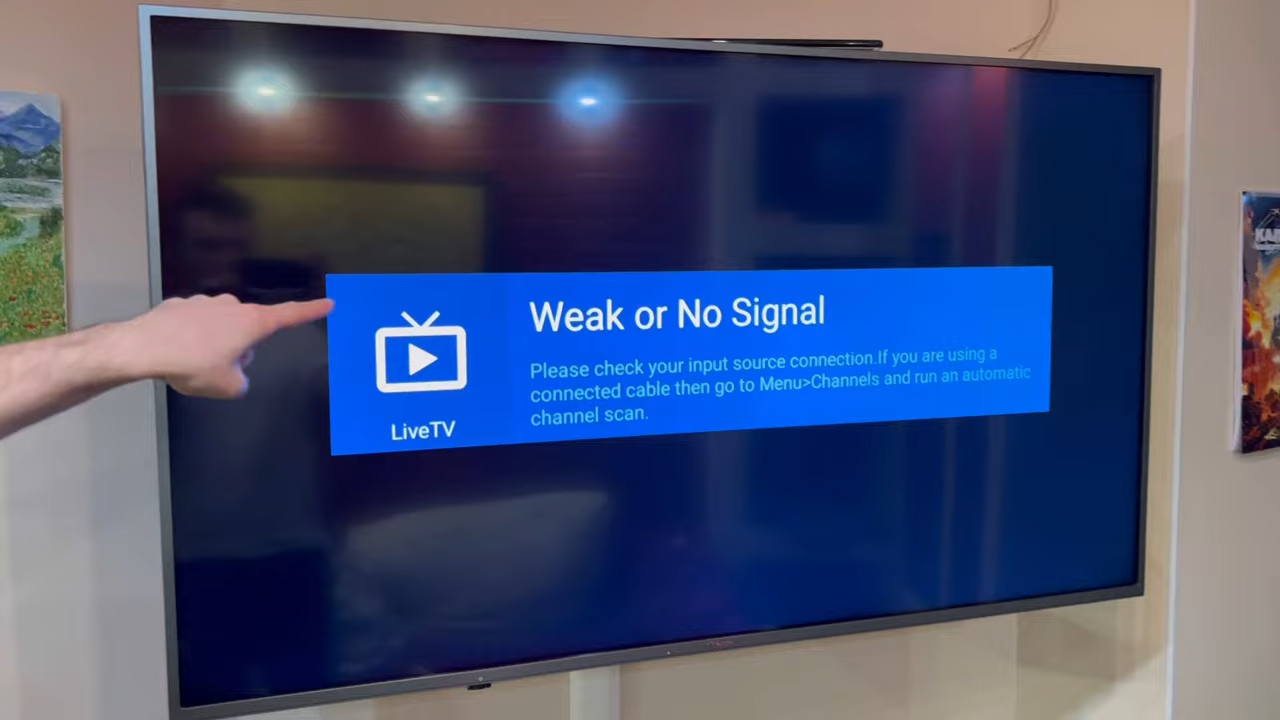 Weak or No Signal
Please check your input source connection.If you are using a
connected cable then go to Menu>Channels and run an automatic
channel scan.
LiveTV